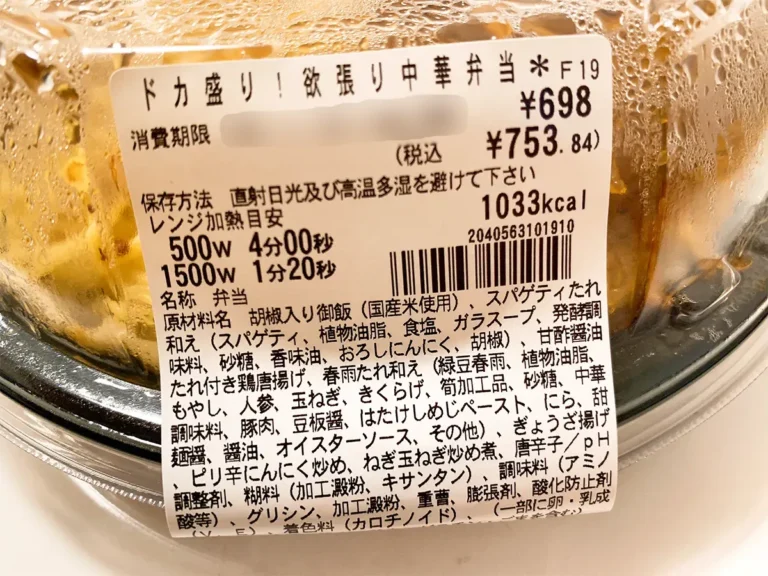 ドカ盛り!欲張り中華弁当* F19
消費期限
¥698
(税込 ¥753.84)
保存方法 直射日光及び高温多湿を避けて下さい
レンジ加熱目安
1033kcal
500W 4分00秒
1500W 1分20秒
2040563101910
名称 弁当
原材料名 胡椒入り御飯(国産米使用)、スパゲティたれ
和え(スパゲティ、植物油脂、食塩、ガラスープ、発酵調
味料、砂糖、香味油、おろしにんにく、胡椒)、甘酢醤油
たれ付き鶏唐揚げ、春雨たれ和え(緑豆春雨、植物油脂、
もやし、人参、玉ねぎ、きくらげ、筍加工品、砂糖、中華
調味料、豚肉、豆板醤、はたけしめじペースト、にら、甜
麺醤、醤油、オイスターソース、その他)、ぎょうざ揚げ
、ピリ辛にんにく炒め、ねぎ玉ねぎ炒め煮、唐辛子/pH
調整剤、糊料(加工澱粉、キサンタン)、調味料(アミノ
酸等)、グリシン、加工澱粉、重曹、膨張剤、酸化防止剤
(V.E)、着色料(カロチノイド)、(一部に卵・乳成